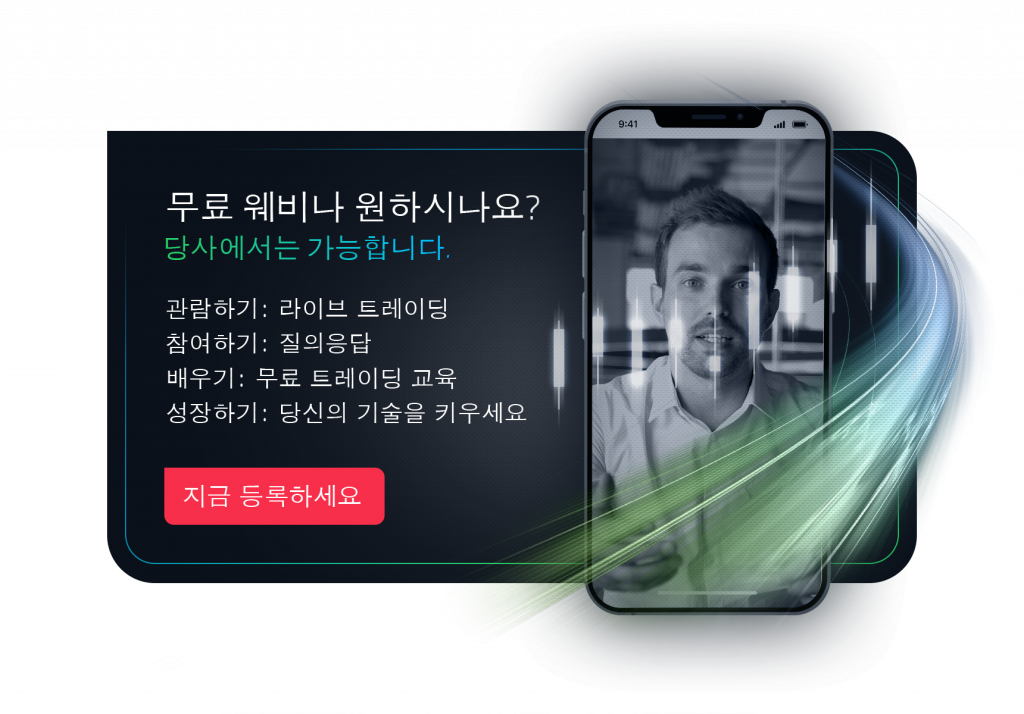 무료 웨비나 원하시나요?
당사에서는 가능합니다.
관람하기: 라이브 트레이딩
참여하기: 질의응답
배우기: 무료 트레이딩 교육
성장하기: 당신의 기술을 키우세요
지금 등록하세요
9:41